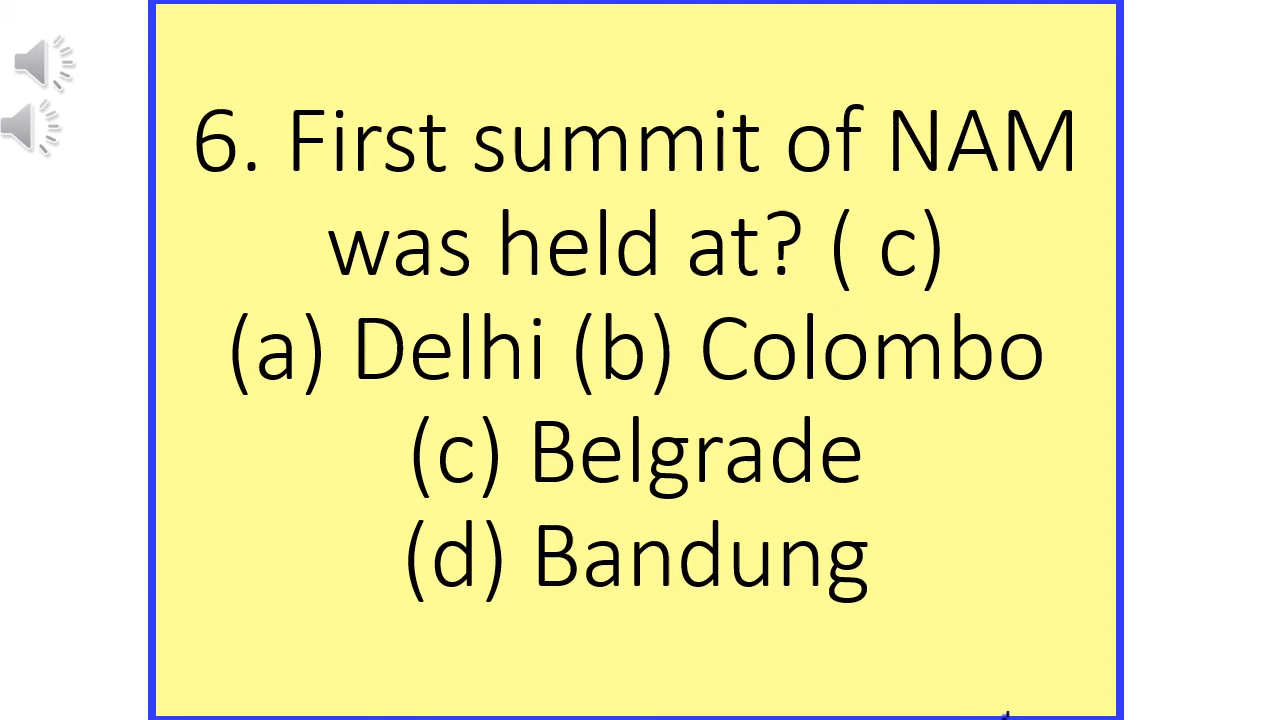 6. First summit of NAM
was held at? ( c)
(a) Delhi (b) Colombo
(c) Belgrade
(d) Bandung